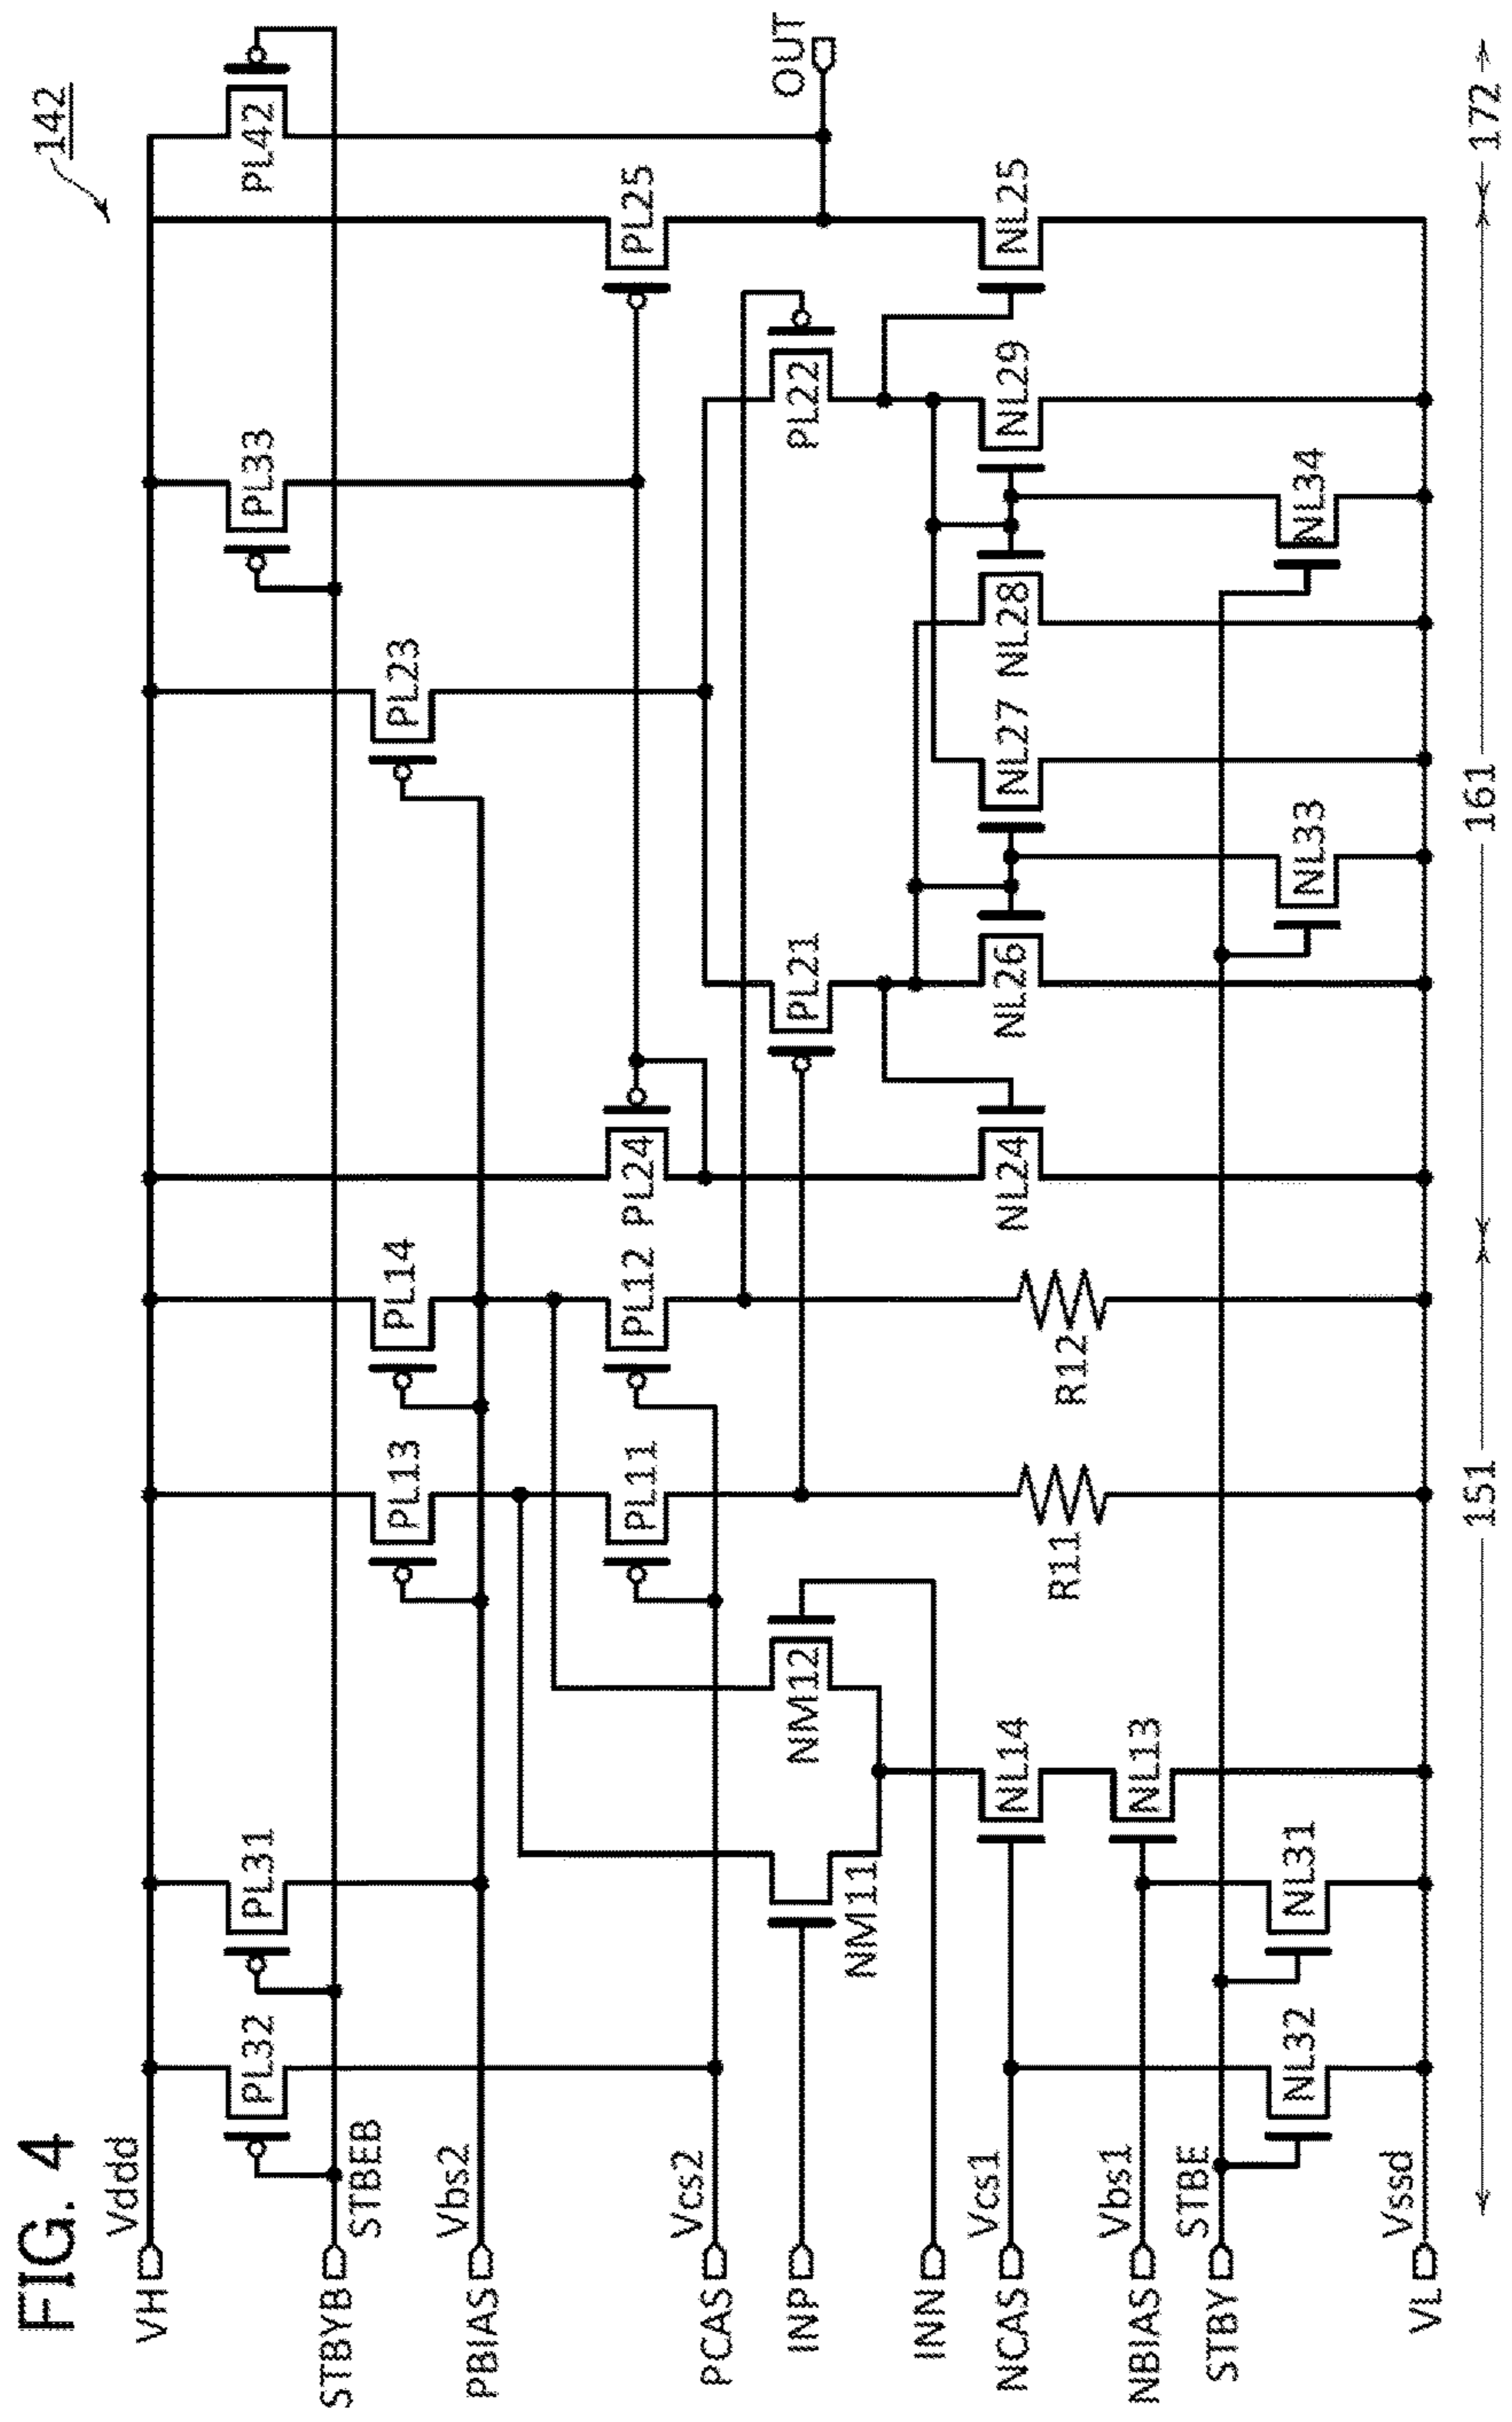 FIG. 4
142
VH
Vddd
STBYB
STBEB
PBIAS
Vbs2
PCAS
Vcs2
INP
INN
NCAS
Vcs1
NBIAS
Vbs1
STBY
STBE
VL
Vssd
OUT
PL32
PL31
PL33
PL42
PL13
PL14
PL23
PL11
PL12
PL24
PL25
NM11
NM12
PL21
PL22
NL14
NL24
NL26
NL27
NL28
NL29
NL25
NL13
R11
R12
NL32
NL31
NL33
NL34
151
161
172